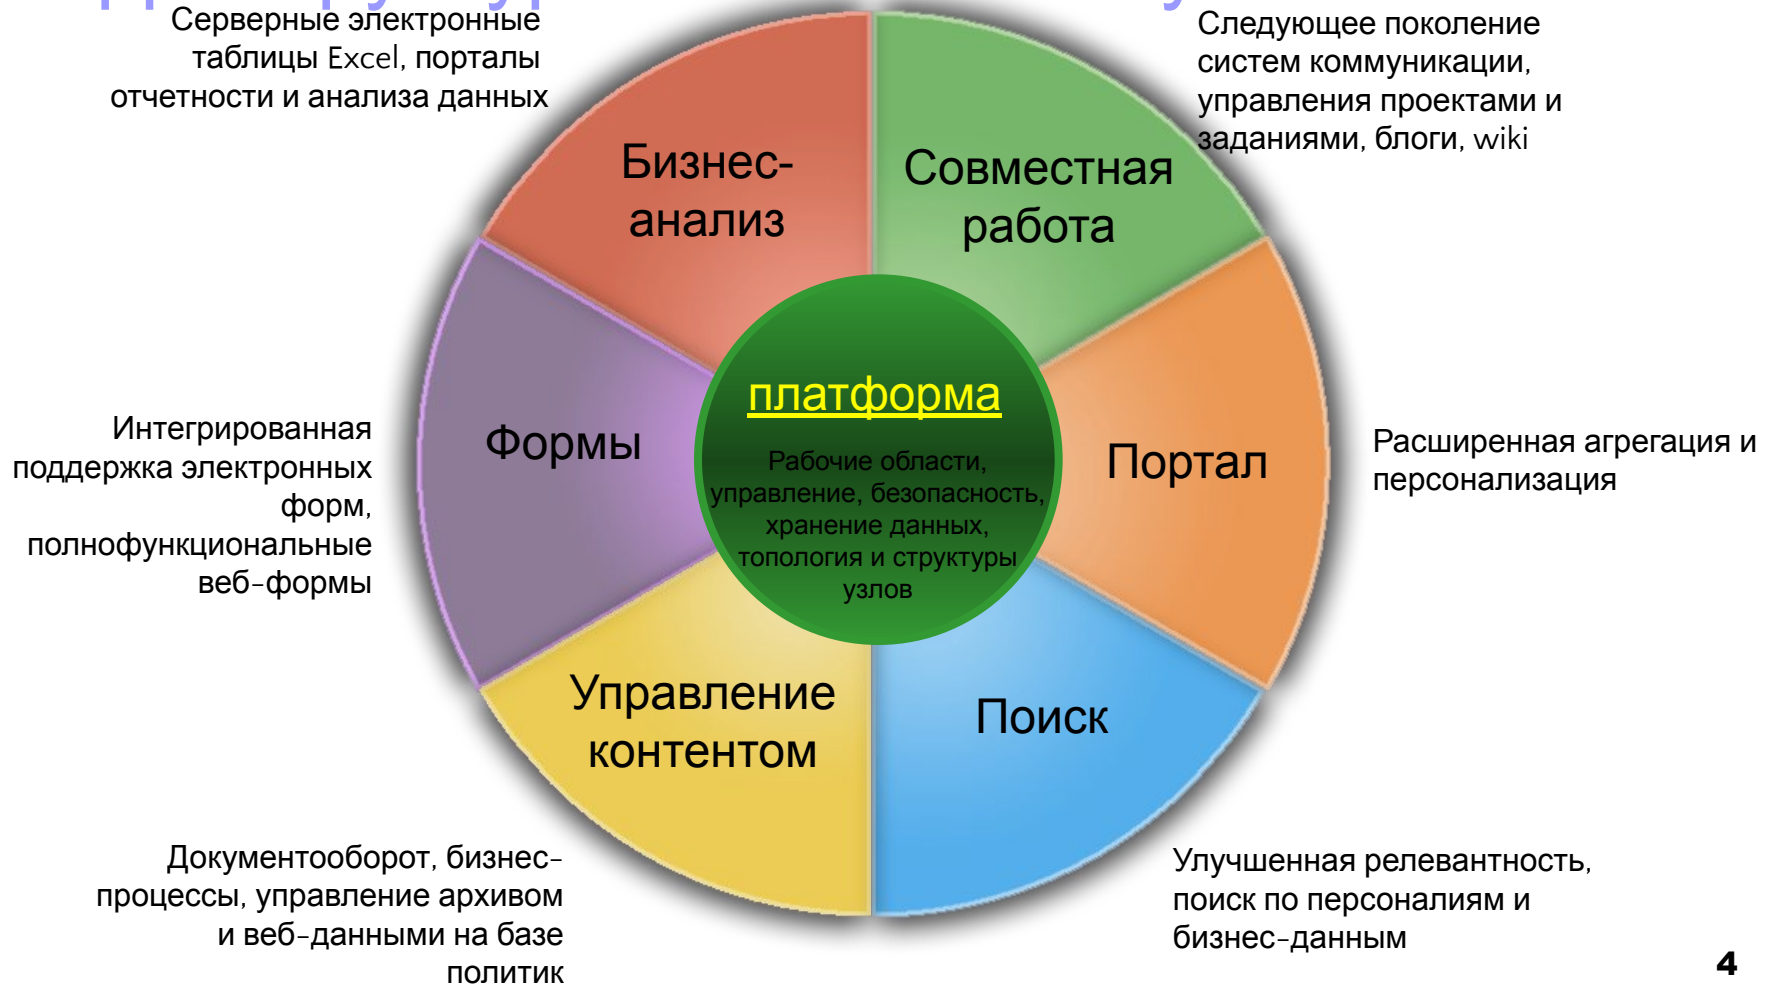 Серверные электронные
таблицы Excel, порталы
отчетности и анализа данных
Следующее поколение
систем коммуникации,
управления проектами и
заданиями, блоги, wiki
Бизнес-
анализ
Совместная
работа
Интегрированная
поддержка электронных
форм,
полнофункциональные
веб-формы
Формы
платформа
Рабочие области,
управление, безопасность,
хранение данных,
топология и структуры
узлов
Портал
Расширенная агрегация и
персонализация
Управление
контентом
Поиск
Документооборот, бизнес-
процессы, управление архивом
и веб-данными на базе
политик
Улучшенная релевантность,
поиск по персоналиям и
бизнес-данным
4